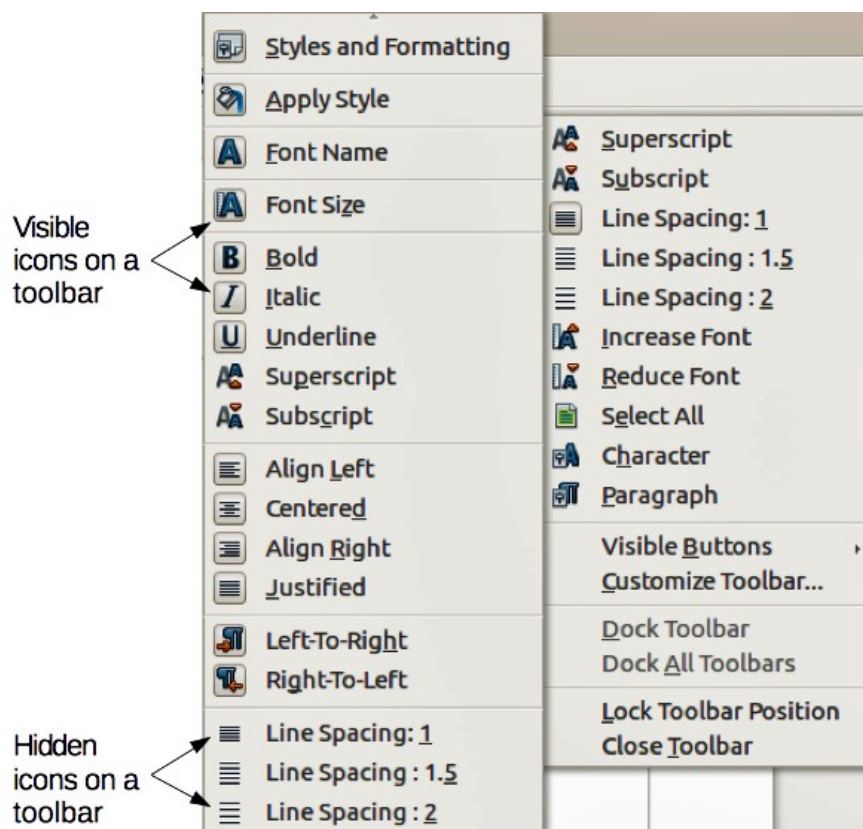 Visible
icons on a
toolbar
Hidden
icons on a
toolbar
Styles and Formatting
Apply Style
Font Name
Font Size
Bold
Italic
Underline
Superscript
Subscript
Align Left
Centered
Align Right
Justified
Left-To-Right
Right-To-Left
Line Spacing: 1
Line Spacing : 1.5
Line Spacing : 2
Superscript
Subscript
Line Spacing: 1
Line Spacing : 1.5
Line Spacing : 2
Increase Font
Reduce Font
Select All
Character
Paragraph
Visible Buttons
Customize Toolbar...
Dock Toolbar
Dock All Toolbars
Lock Toolbar Position
Close Toolbar